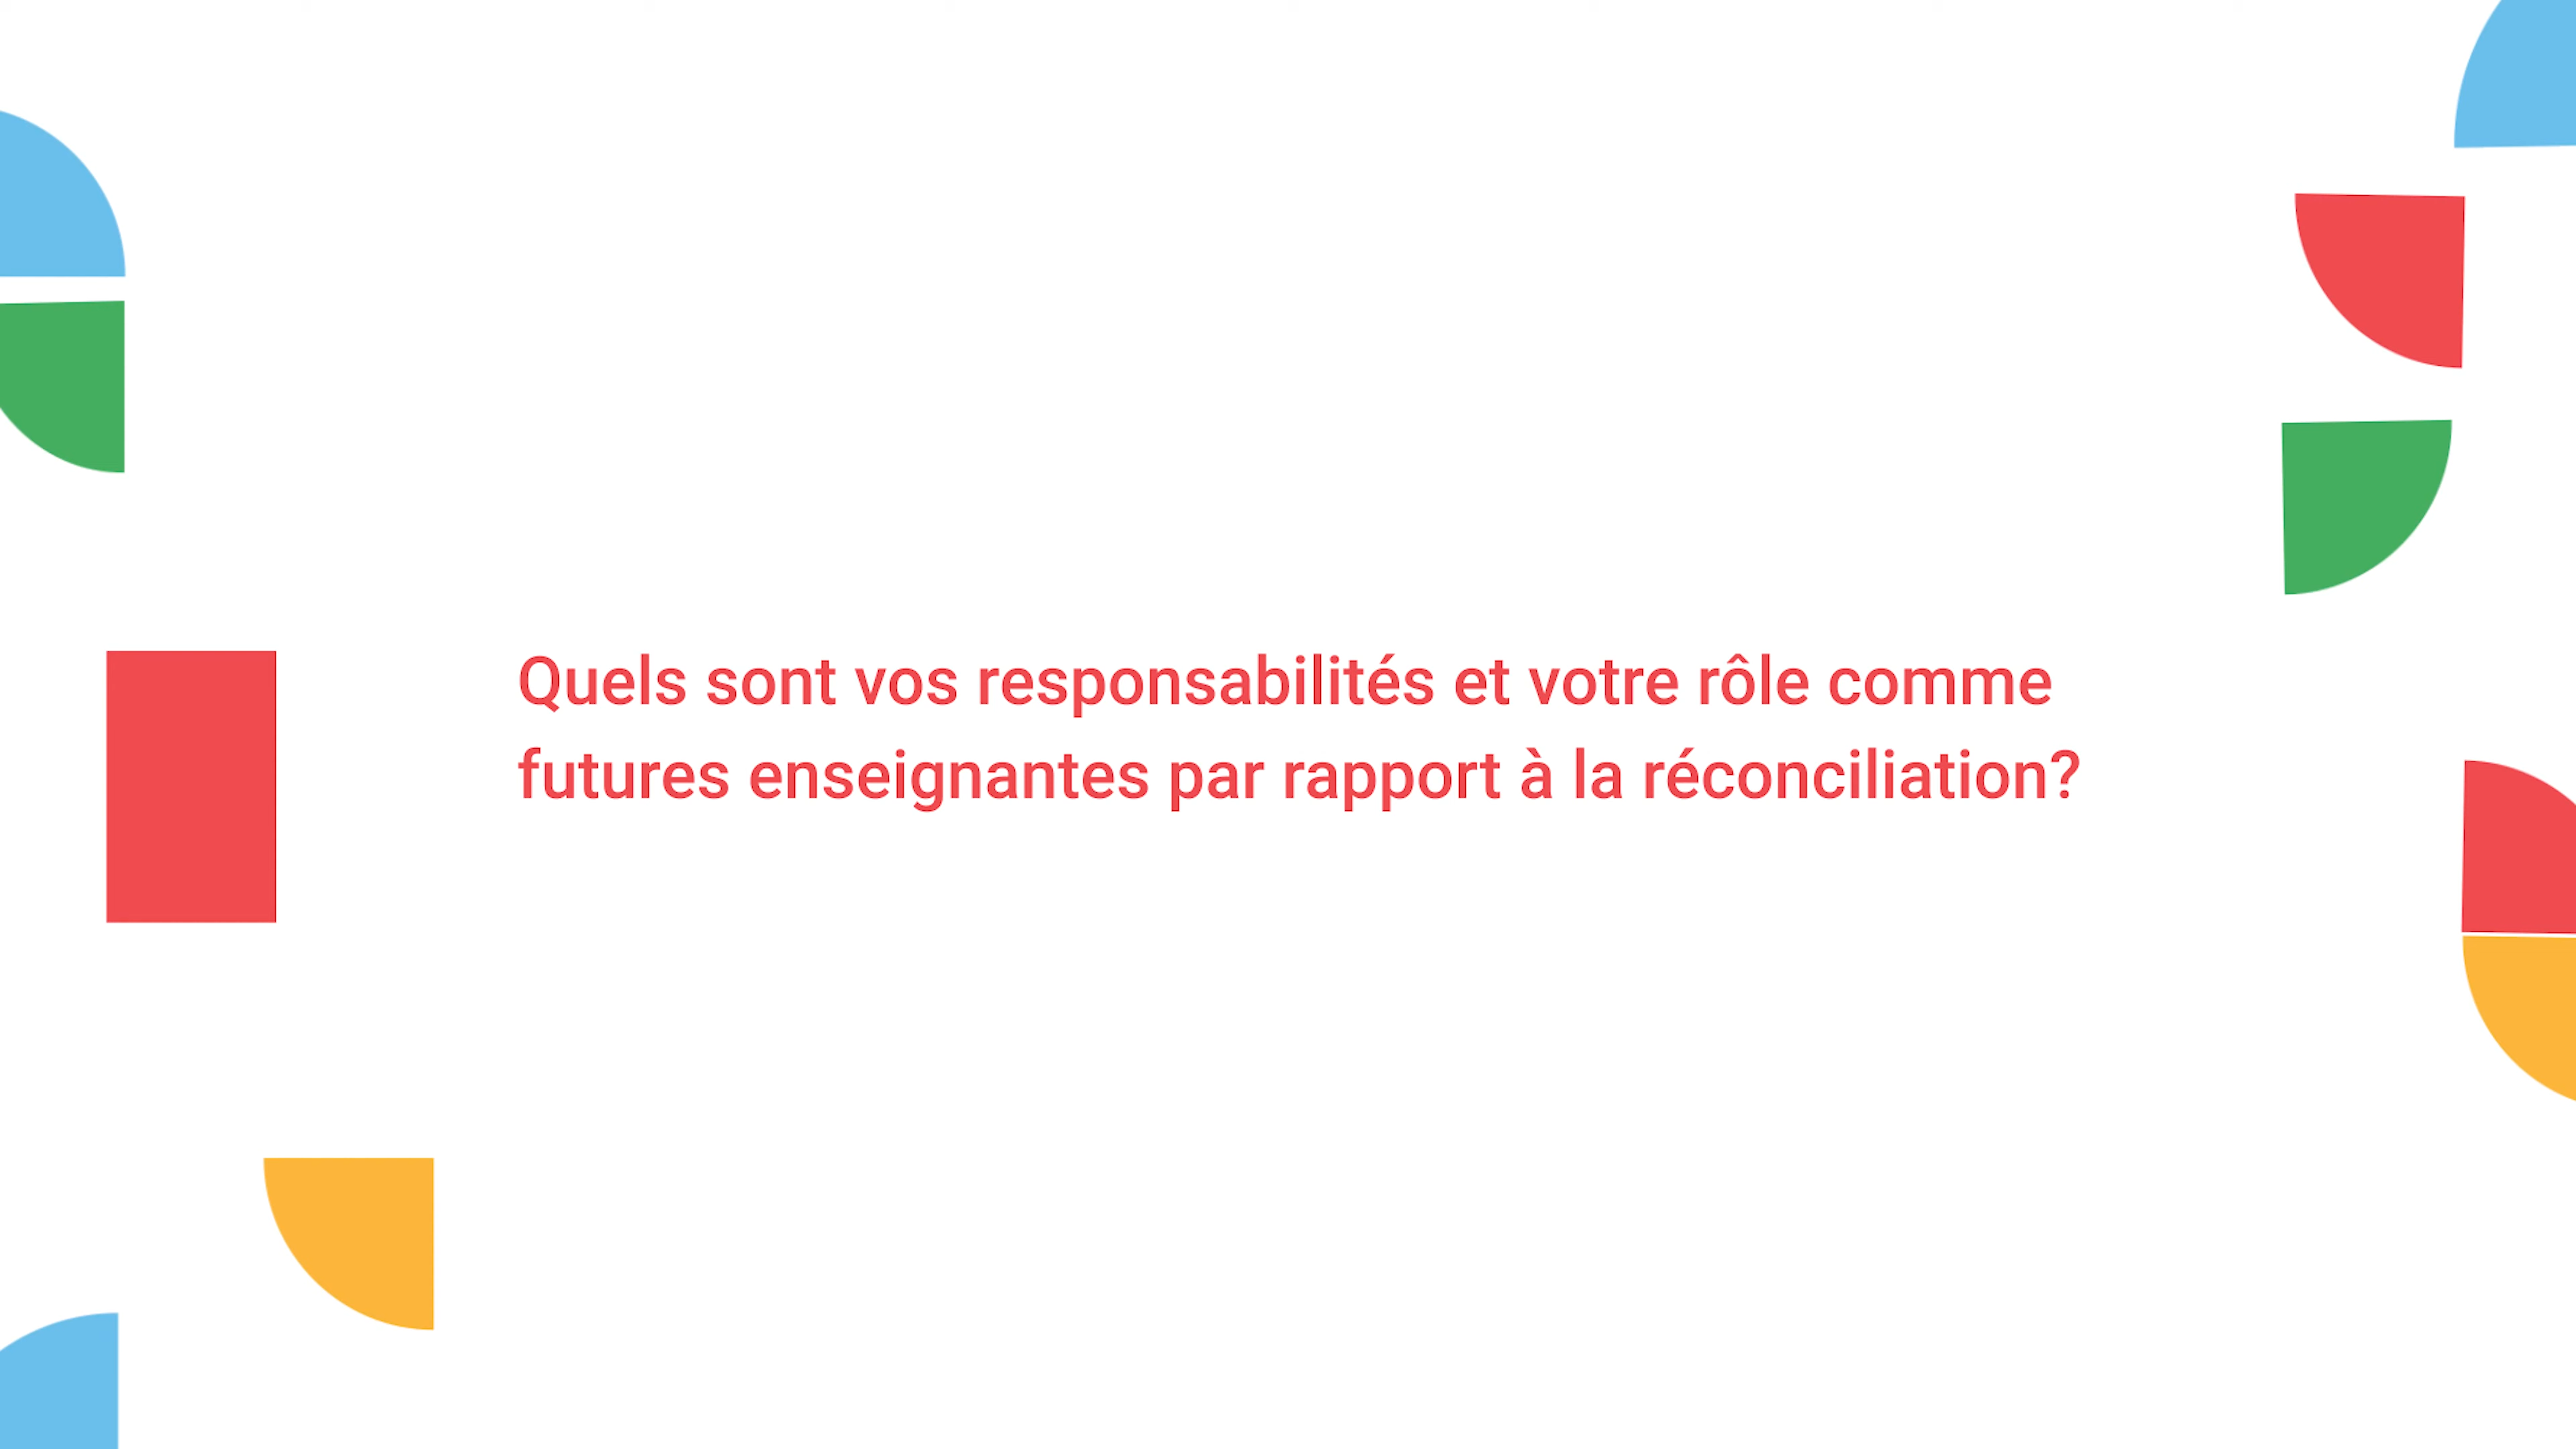 Quels sont vos responsabilités et votre rôle comme
futures enseignantes par rapport à la réconciliation?